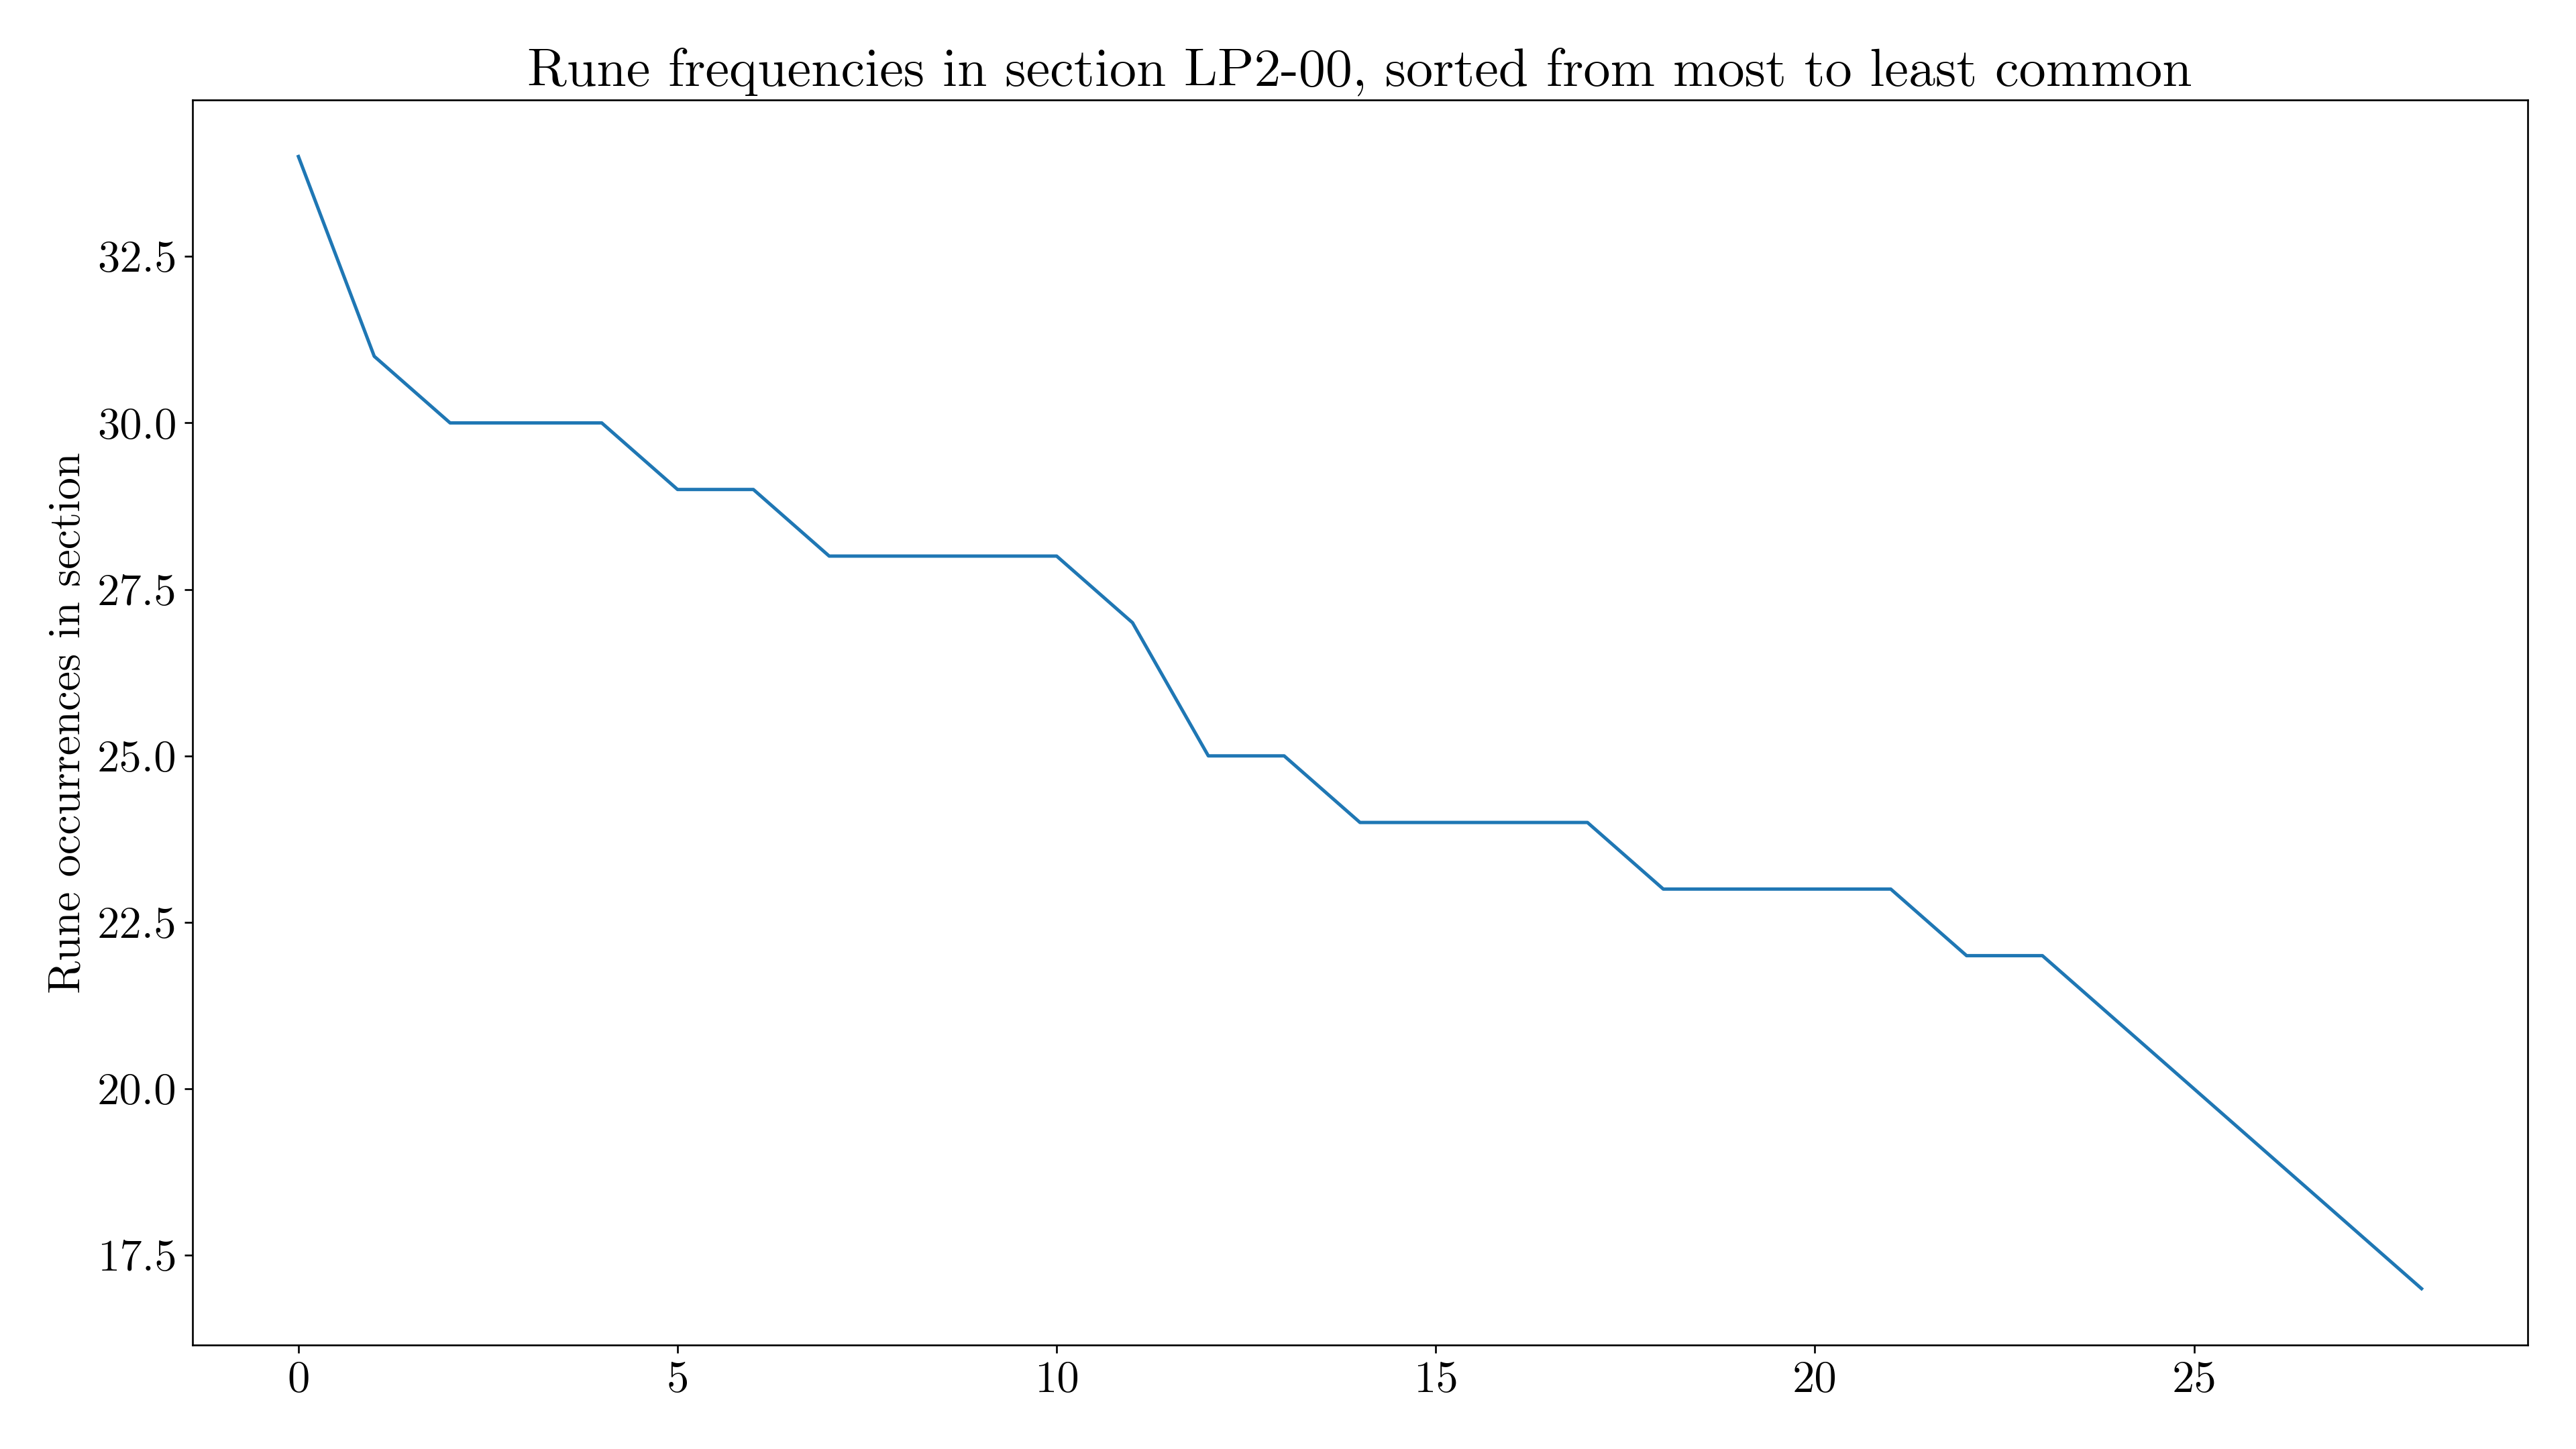 Rune frequencies in section LP2-00, sorted from most to least common
Rune occurrences in section
32.5
30.0
27.5
25.0
22.5
20.0
17.5
0 5 10 15 20 25